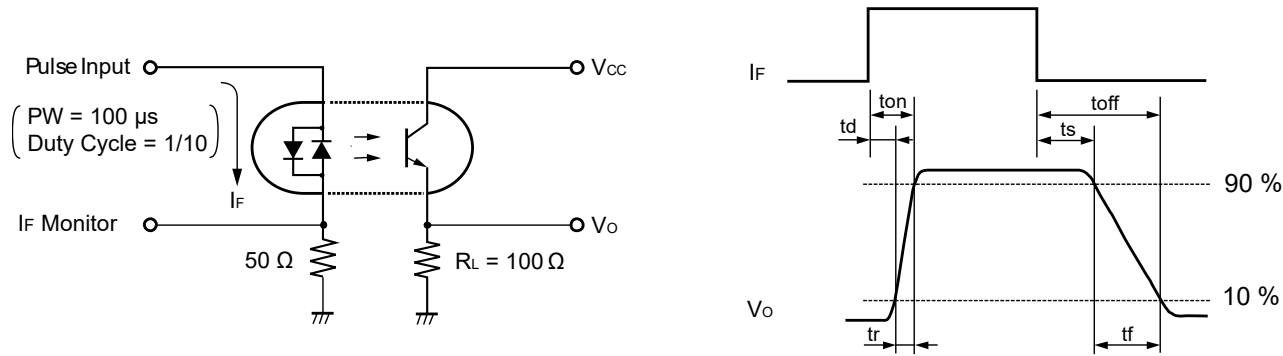 Pulse Input
PW = 100 µs
Duty Cycle = 1/10
IF
IF Monitor
50 Ω
VCC
VO
RL = 100 Ω
IF
ton
toff
td
ts
90 %
10 %
VO
tr
tf